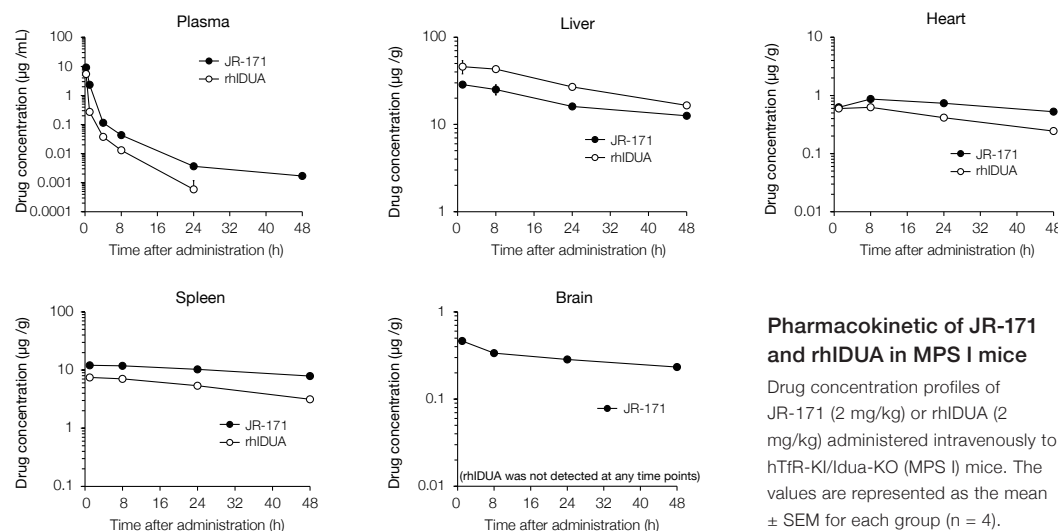 Plasma
Drug concentration (µg /mL)
100
10
1
0.1
0.01
0.001
0.0001
JR-171
rhIDUA
0 8 16 24 32 40 48
Time after administration (h)
Liver
Drug concentration (µg /g)
100
10
1
JR-171
rhIDUA
0 8 16 24 32 40 48
Time after administration (h)
Heart
Drug concentration (µg /g)
10
1
0.1
0.01
JR-171
rhIDUA
0 8 16 24 32 40 48
Time after administration (h)
Spleen
Drug concentration (µg /g)
100
10
1
0.1
JR-171
rhIDUA
0 8 16 24 32 40 48
Time after administration (h)
Brain
Drug concentration (µg /g)
1
0.1
0.01
JR-171
(rhIDUA was not detected at any time points)
0 8 16 24 32 40 48
Time after administration (h)
Pharmacokinetic of JR-171
and rhIDUA in MPS I mice
Drug concentration profiles of
JR-171 (2 mg/kg) or rhIDUA (2
mg/kg) administered intravenously to
hTfR-KI/Idua-KO (MPS I) mice. The
values are represented as the mean
± SEM for each group (n = 4).